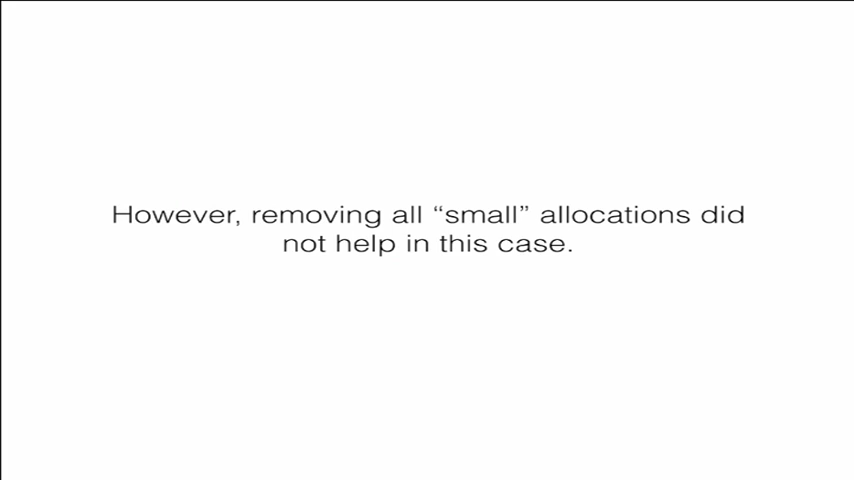 However, removing all “small” allocations did
not help in this case.